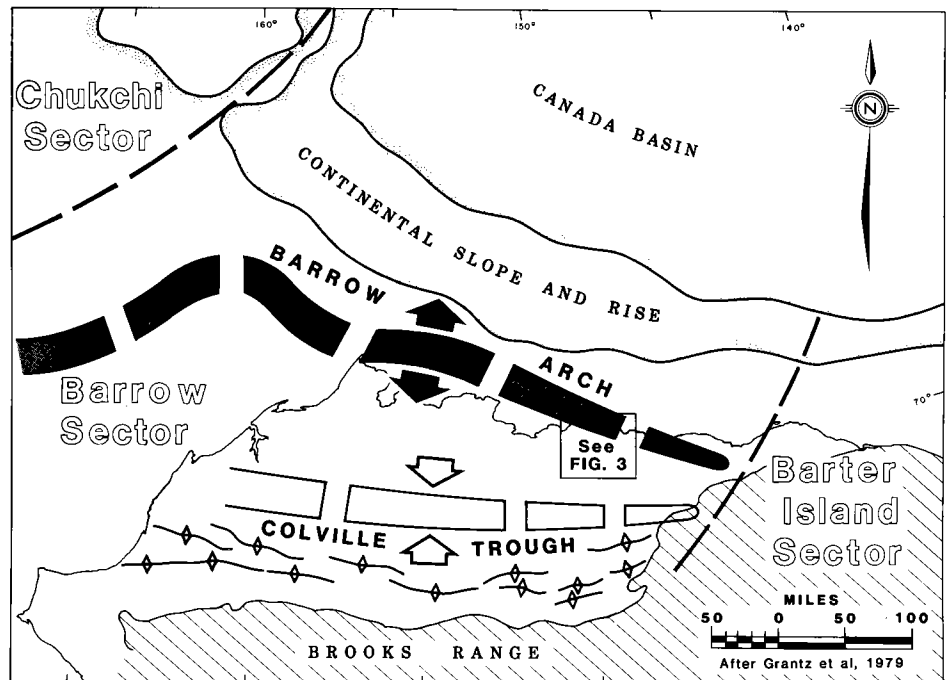 160°
150°
140°
Chukchi
Sector
CANADA BASIN
N
CONTINENTAL SLOPE AND RISE
BARROW
ARCH
Barrow
Sector
70°
See
FIG. 3
Barter
Island
Sector
COLVILLE TROUGH
MILES
50 0 50 100
After Grantz et al, 1979
BROOKS RANGE